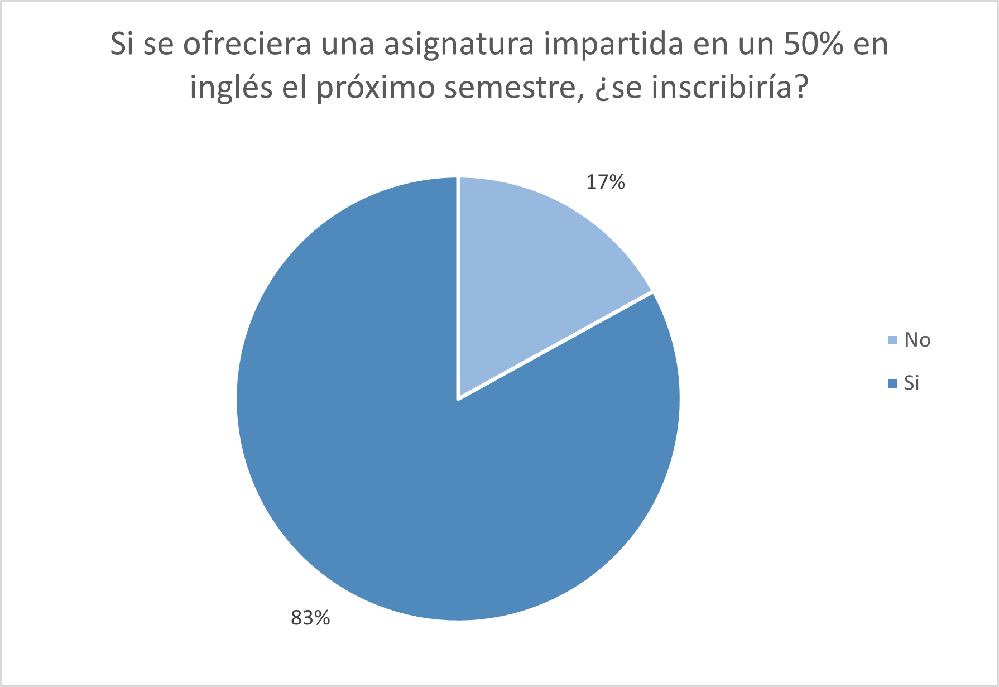 Si se ofreciera una asignatura impartida en un 50% en
inglés el próximo semestre, ¿se inscribiría?
17%
No
Si
83%